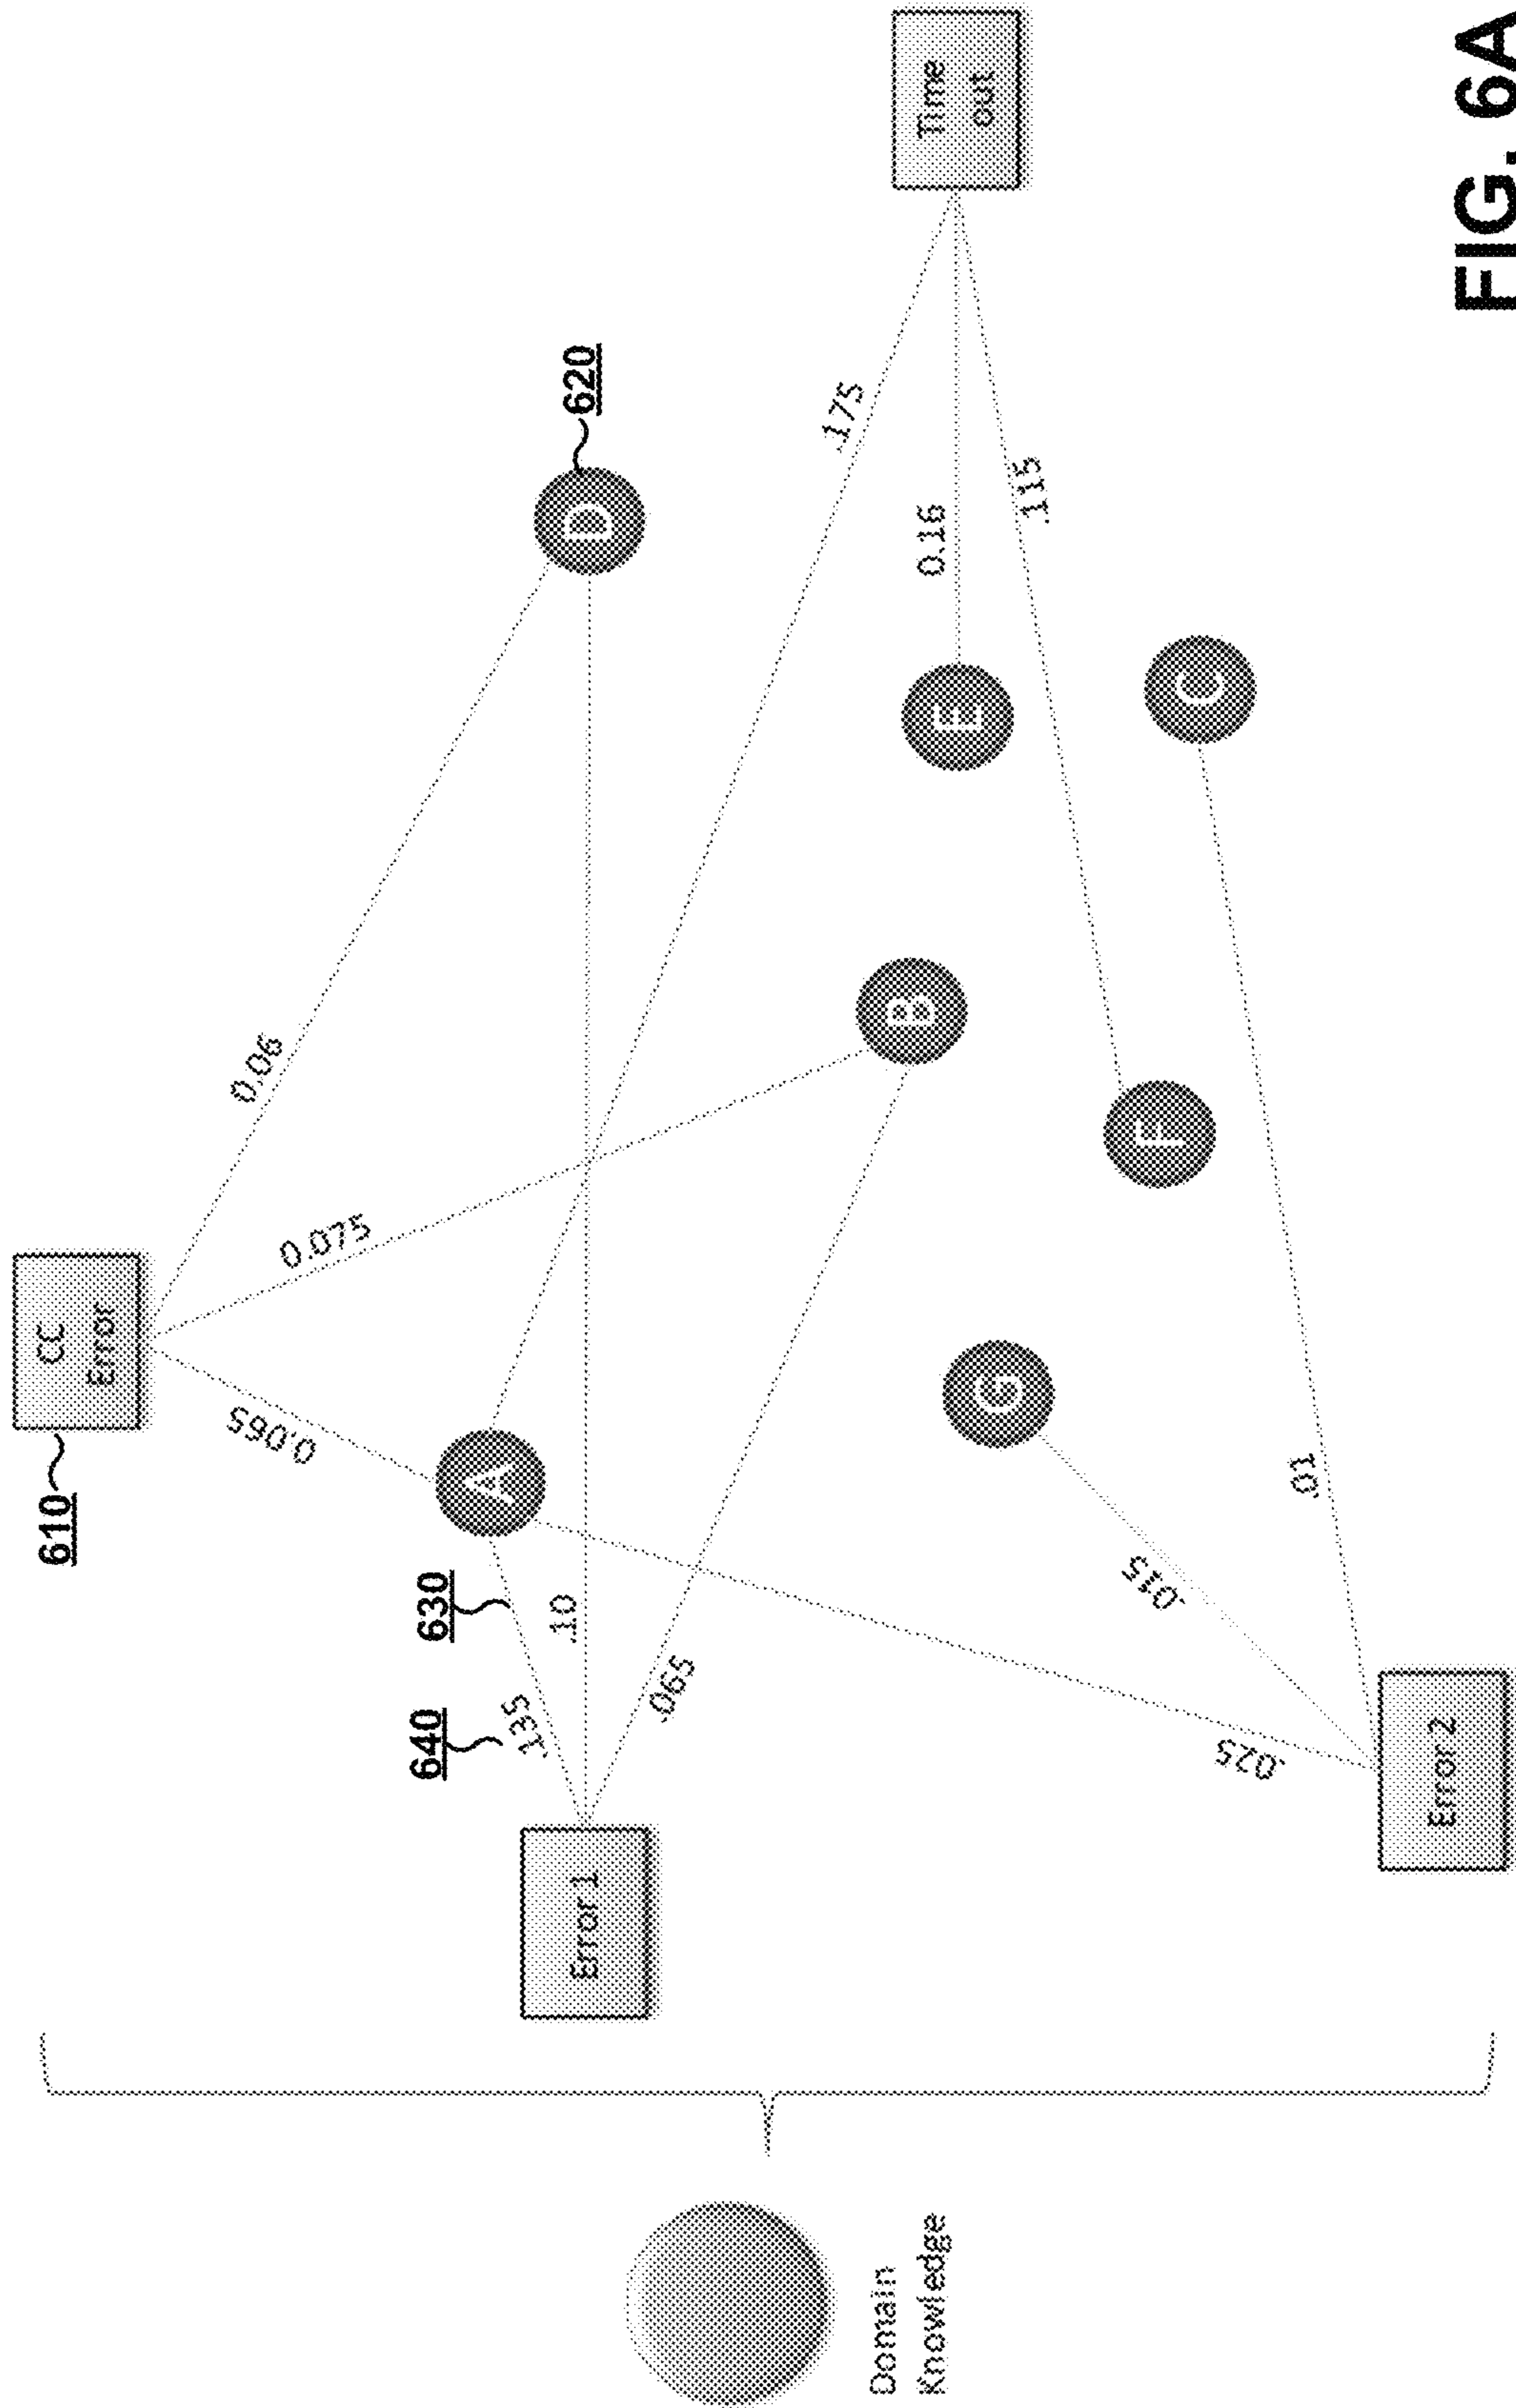 Domain
Knowledge
610
CC
Error
0.065
0.075
0.06
640
.135
630
A
D
620
Error 1
.10
.065
.175
B
Time
out
0.16
E
.115
G
F
C
.015
.025
.01
Error 2
FIG. 6A